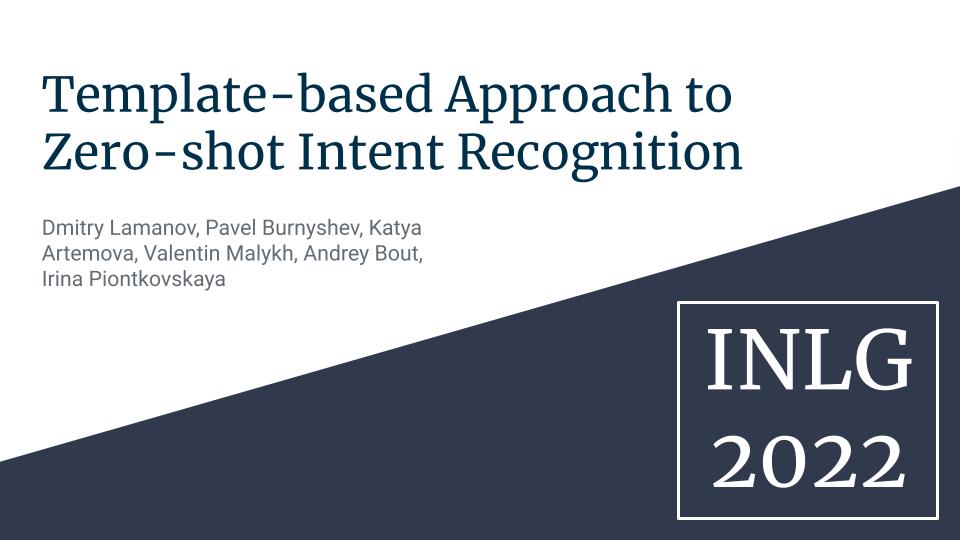 Template-based Approach to
Zero-shot Intent Recognition
Dmitry Lamanov, Pavel Burnyshev, Katya
Artemova, Valentin Malykh, Andrey Bout,
Irina Piontkovskaya
INLG
2022